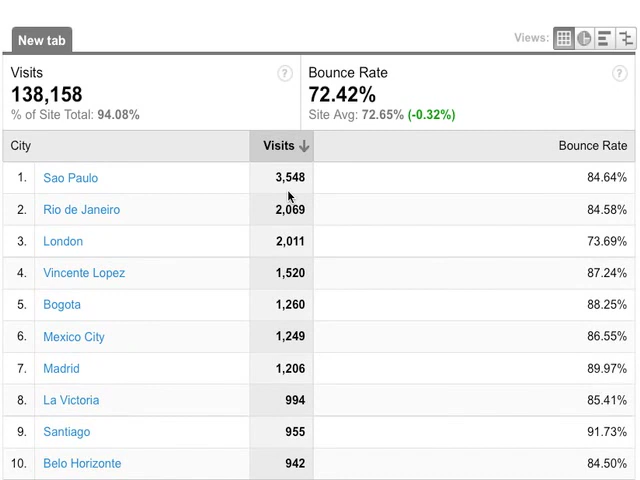 New tab
Views:
Visits ?
138,158
% of Site Total: 94.08%
Bounce Rate ?
72.42%
Site Avg: 72.65% (-0.32%)
City Visits Bounce Rate
1. Sao Paulo 3,548 84.64%
2. Rio de Janeiro 2,069 84.58%
3. London 2,011 73.69%
4. Vincente Lopez 1,520 87.24%
5. Bogota 1,260 88.25%
6. Mexico City 1,249 86.55%
7. Madrid 1,206 89.97%
8. La Victoria 994 85.41%
9. Santiago 955 91.73%
10. Belo Horizonte 942 84.50%